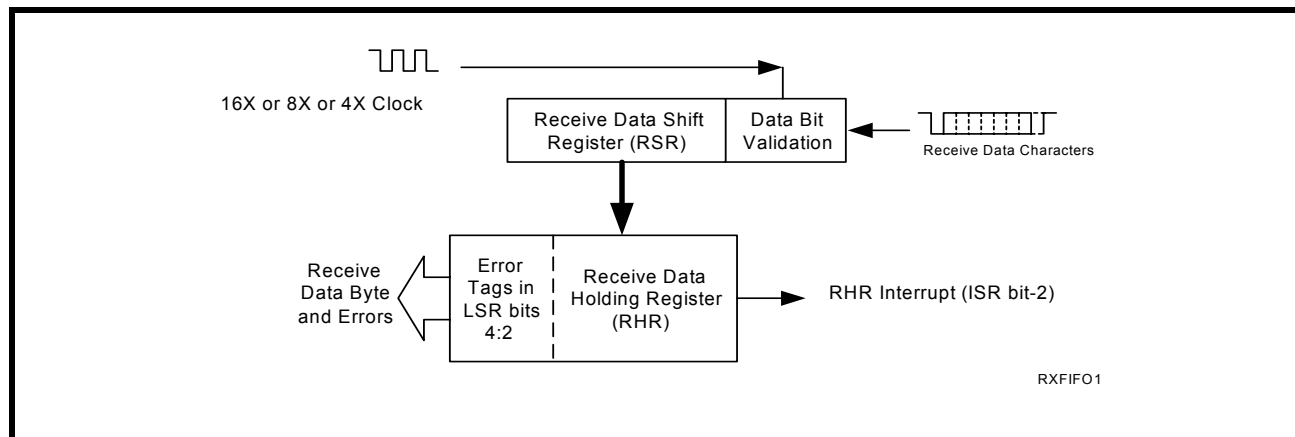 16X or 8X or 4X Clock
Receive Data Shift
Register (RSR)
Data Bit
Validation
Receive Data Characters
Receive
Data Byte
and Errors
Error
Tags in
LSR bits
4:2
Receive Data
Holding Register
(RHR)
RHR Interrupt (ISR bit-2)
RXFIFO1